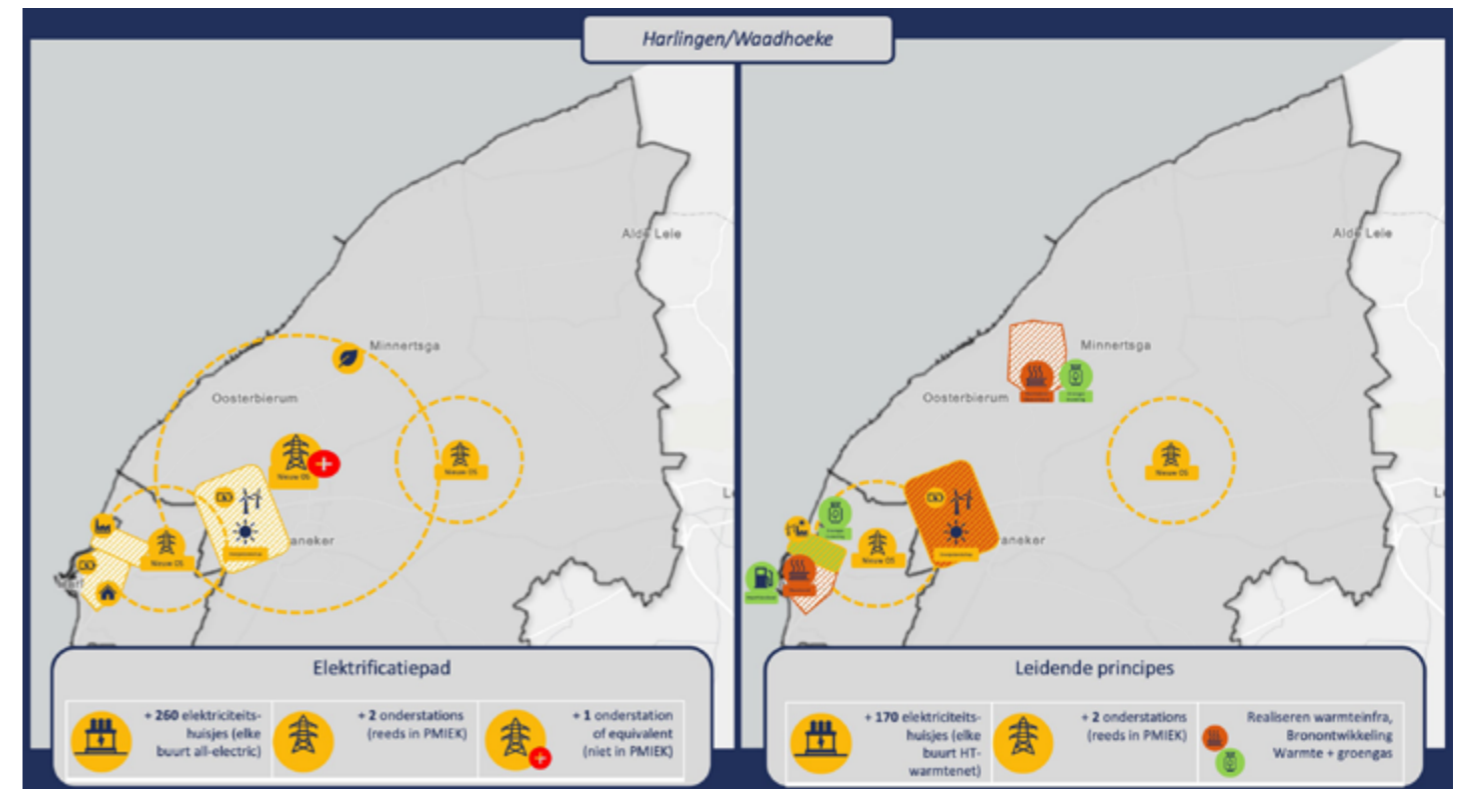 Harlingen/Waadhoeke
Alde Leie
Minnertsga
Oosterbierum
Nieuw OS
Nieuw OS
Nieuw OS
aneker
Elektrificatiepad
+ 260 elektriciteits-
huisjes (elke
buurt all-electric)
+ 2 onderstations
(reeds in PMIEK)
+ 1 onderstation
of equivalent
(niet in PMIEK)
Alde Leie
Minnertsga
Oosterbierum
Nieuw OS
Nieuw OS
aneker
Leidende principes
+ 170 elektriciteits-
huisjes (elke
buurt HT-
warmtenet)
+ 2 onderstations
(reeds in PMIEK)
Realiseren warmteinfra,
Bronontwikkeling
Warmte + groengas